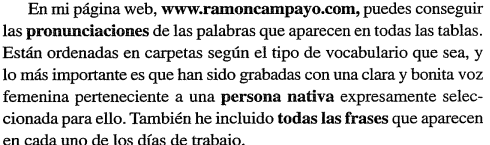 En mi página web, www.ramoncampayo.com, puedes conseguir
las pronunciaciones de las palabras que aparecen en todas las tablas.
Están ordenadas en carpetas según el tipo de vocabulario que sea, y
lo más importante es que han sido grabadas con una clara y bonita voz
femenina perteneciente a una persona nativa expresamente selec-
cionada para ello. También he incluido todas las frases que aparecen
en cada uno de los días de trabajo.